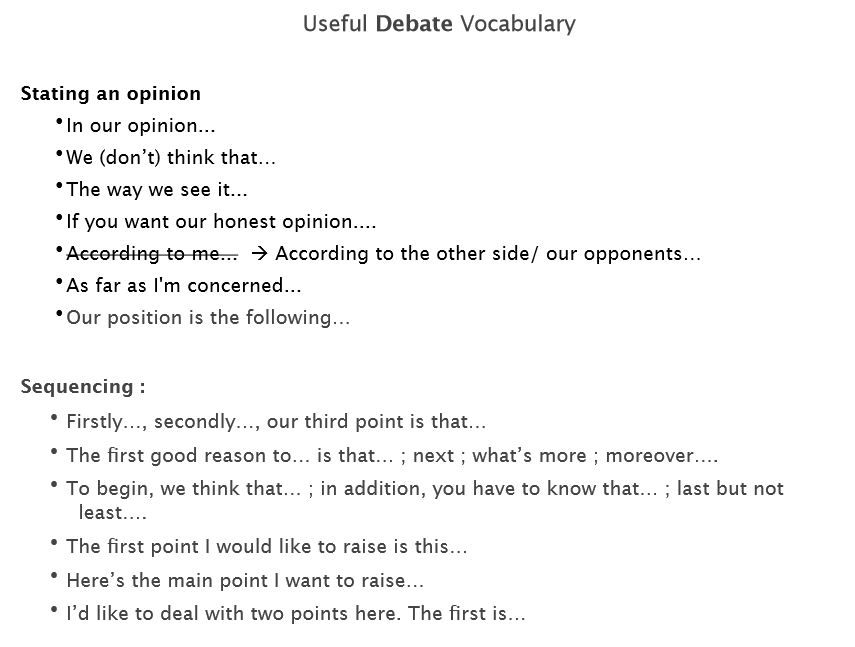 Useful Debate Vocabulary
Stating an opinion
•In our opinion…
•We (don’t) think that…
•The way we see it…
•If you want our honest opinion….
•According to me… → According to the other side/ our opponents…
•As far as I'm concerned…
•Our position is the following…
Sequencing :
• Firstly…, secondly…, our third point is that…
• The first good reason to… is that… ; next ; what’s more ; moreover….
• To begin, we think that… ; in addition, you have to know that… ; last but not
least….
• The first point I would like to raise is this…
• Here’s the main point I want to raise…
• I’d like to deal with two points here. The first is…